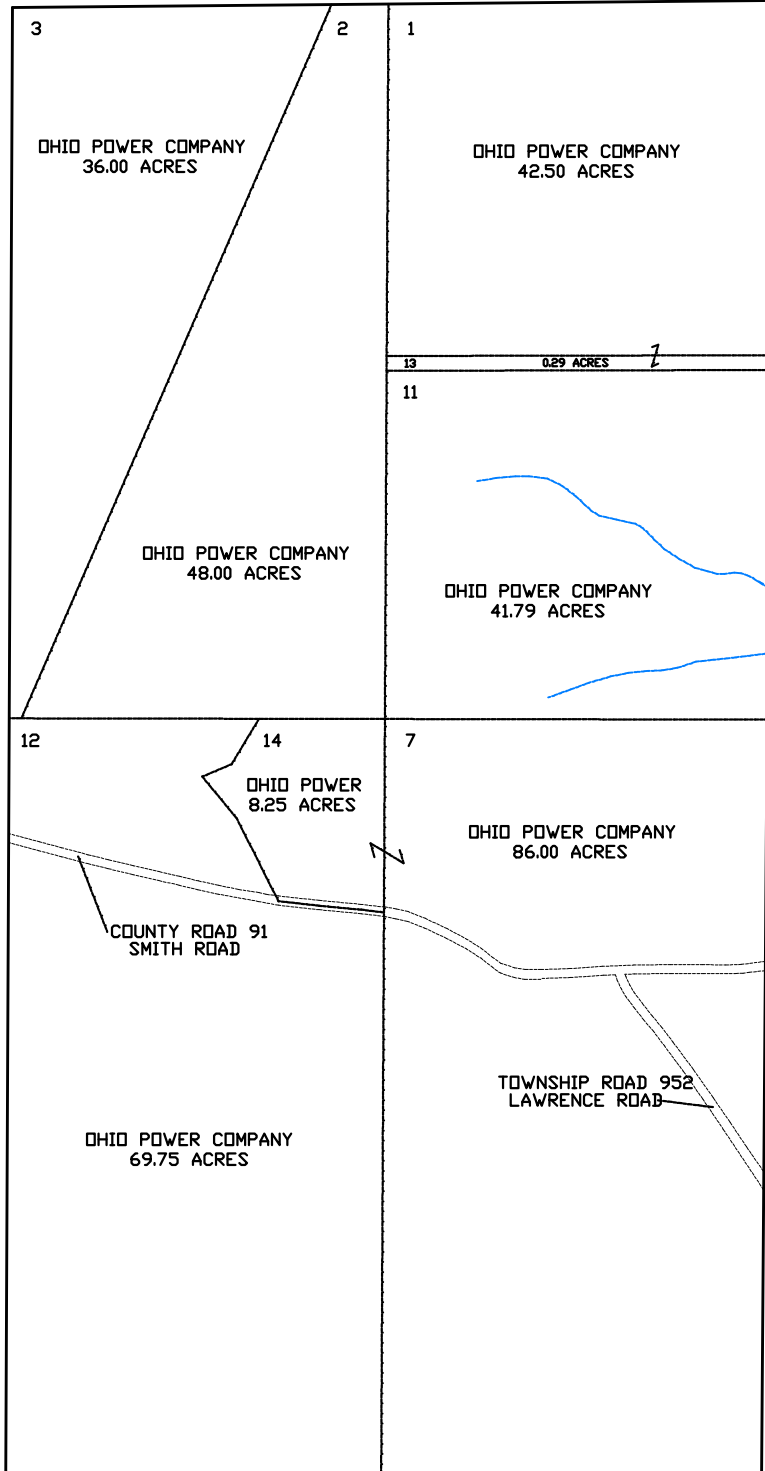 3
2
1
OHIO POWER COMPANY
36.00 ACRES
OHIO POWER COMPANY
42.50 ACRES
13
0.29 ACRES
11
OHIO POWER COMPANY
48.00 ACRES
OHIO POWER COMPANY
41.79 ACRES
12
14
7
OHIO POWER
8.25 ACRES
OHIO POWER COMPANY
86.00 ACRES
COUNTY ROAD 91
SMITH ROAD
TOWNSHIP ROAD 952
LAWRENCE ROAD
OHIO POWER COMPANY
69.75 ACRES